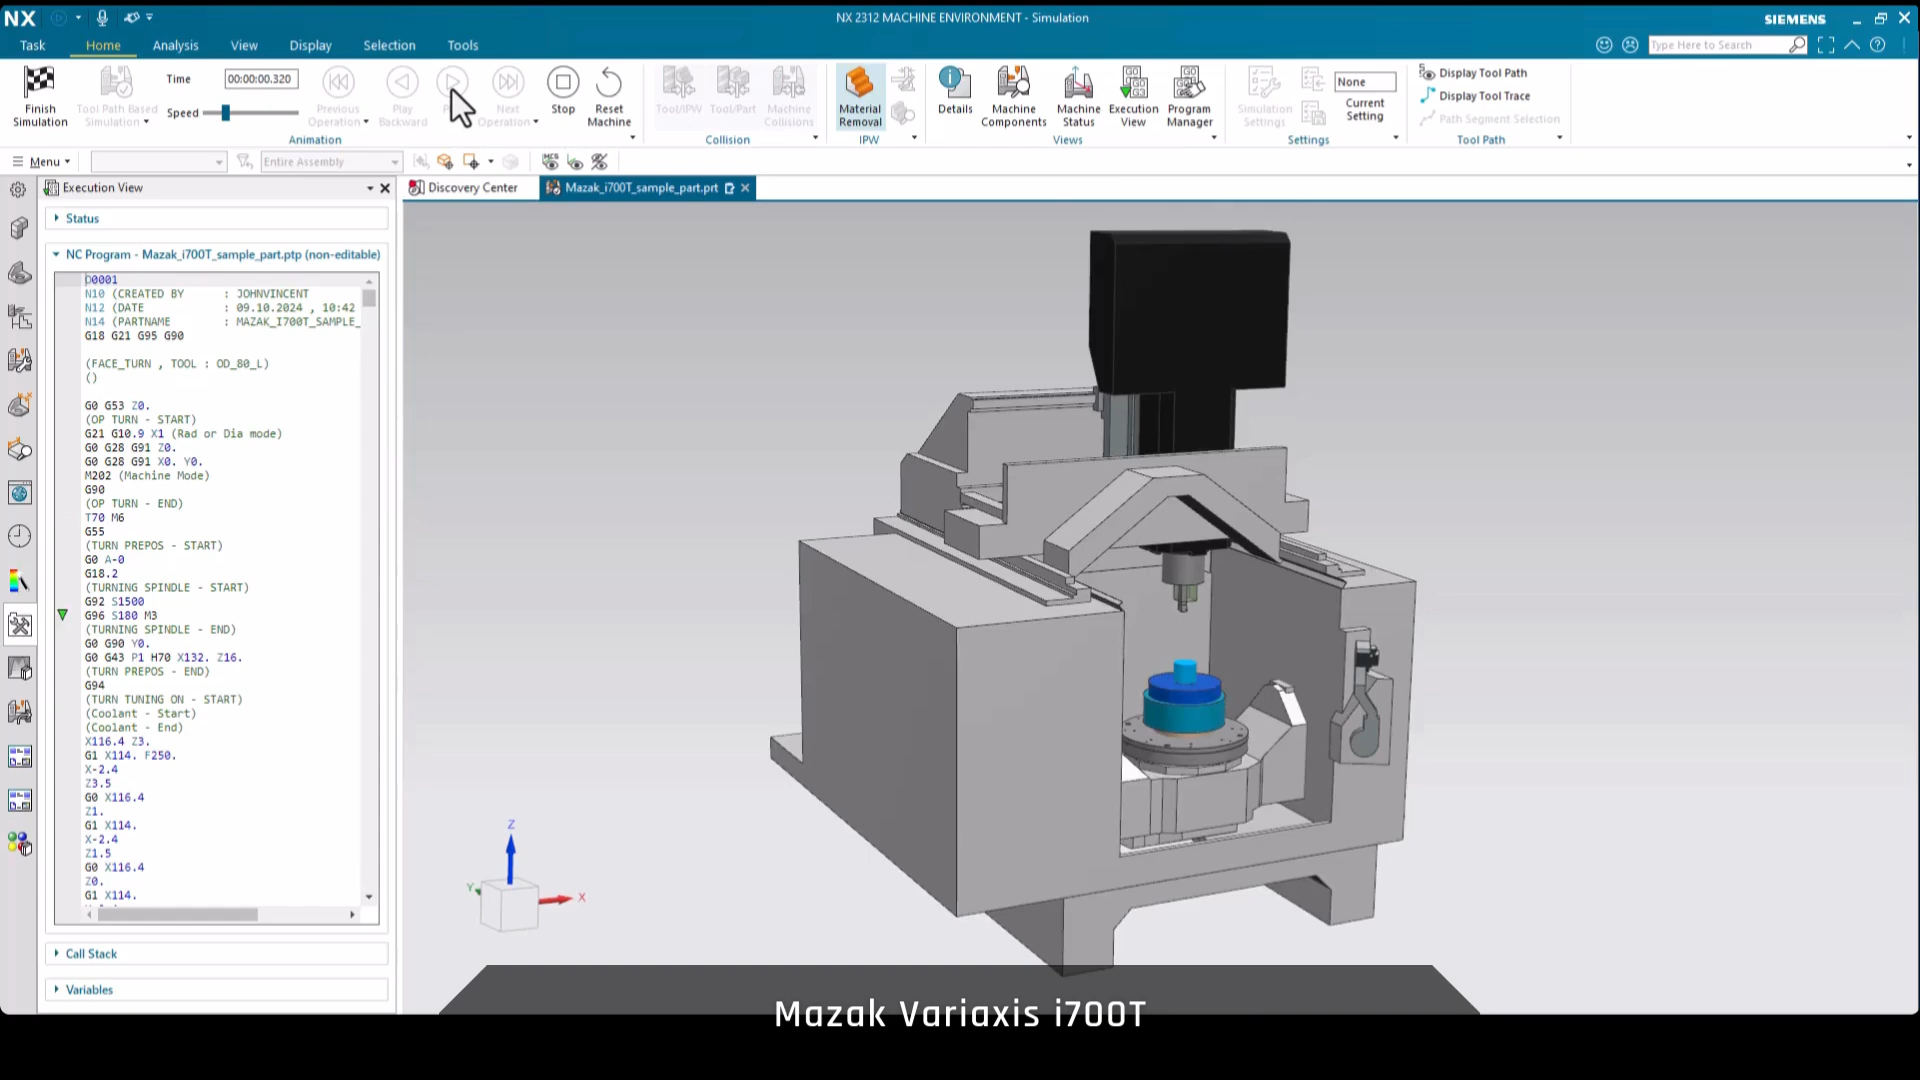 NX
NX 2312 MACHINE ENVIRONMENT - Simulation
SIEMENS
Task
Home
Analysis
View
Display
Selection
Tools
Type Here to Search
Finish
Simulation
Tool Path Based
Simulation
Time
00:00:00.320
Speed
Previous
Operation
Play
Backward
Next
Operation
Stop
Reset
Machine
Animation
Tool/IPW
Tool/Part
Machine
Collisions
Collision
Material
Removal
IPW
Details
Machine
Components
Machine
Status
Execution
View
Program
Manager
Views
Simulation
Settings
None
Current
Setting
Settings
Display Tool Path
Display Tool Trace
Path Segment Selection
Tool Path
Menu
Entire Assembly
Execution View
Discovery Center
Mazak_i700T_sample_part.prt
Status
NC Program - Mazak_i700T_sample_part.ptp (non-editable)
O0001
N10 (CREATED BY : JOHNVINCENT
N12 (DATE : 09.10.2024 , 10:42
N14 (PARTNAME : MAZAK_I700T_SAMPLE_
G18 G21 G95 G90
(FACE_TURN , TOOL : OD_80_L)
()
G0 G53 Z0.
(OP TURN - START)
G21 G10.9 X1 (Rad or Dia mode)
G0 G28 G91 Z0.
G0 G28 G91 X0. Y0.
M202 (Machine Mode)
G90
(OP TURN - END)
T70 M6
G55
(TURN PREPOS - START)
G0 A-0
G18.2
(TURNING SPINDLE - START)
G92 S1500
G96 S180 M3
(TURNING SPINDLE - END)
G0 G90 Y0.
G0 G43 P1 H70 X132. Z16.
(TURN PREPOS - END)
G94
(TURN TUNING ON - START)
(Coolant - Start)
(Coolant - End)
X116.4 Z3.
G1 X114. F250.
X-2.4
Z3.5
G0 X116.4
Z1.
G1 X114.
X-2.4
Z1.5
G0 X116.4
Z0.
G1 X114.
Call Stack
Variables
Z
Y
X
Mazak Variaxis i700T